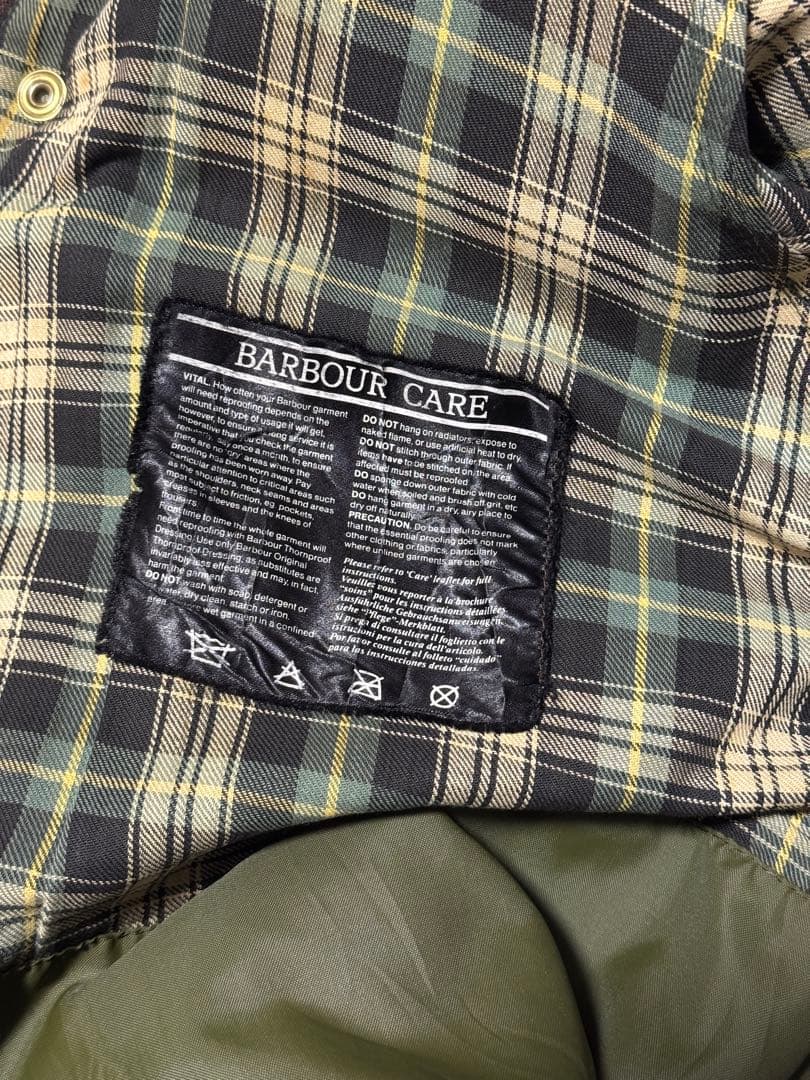 BARBOUR CARE
VITAL. How often your Barbour garment
will need reproofing depends on the
amount and type of usage it will get
however, to ensure a long service it is
imperative that you check the garment
say once a month, to ensure
there are no 'dry' areas where the
proofing has been worn away. Pay
particular attention to critical areas such
as the shoulders, neck seams and areas
most subject to friction, eg. pockets,
creases in sleeves and the knees of
From time to time the whole garment will
need reproofing with Barbour Thornproof
Dressing. Use only Barbour Original
Thornproof Dressing, as substitutes are
invariably less effective and may, in fact,
harm the garment.
DO NOT wash with soap, detergent or
water, dry clean, starch or iron.
wet garment in a confined
area.
DO NOT hang on radiators, expose to
naked flame, or use artificial heat to dry.
DO NOT stitch through outer fabric. If
items have to be stitched on, the area
affected must be reproofed
DO sponge down outer fabric with cold
water when soiled and brush off grit, etc
DO hang garment in a dry, airy place to
dry off naturally.
PRECAUTION. Do be careful to ensure
that the essential proofing does not mark
other clothing or fabrics, particularly
where unlined garments are chosen
Please refer to 'Care' leaflet for full
instructions.
Veuillez vous reporter à la brochure
"soins" pour les instructions détaillées
Ausführliche Gebrauchsanweisungen,
siehe "Pflege"-Merkblatt.
Si prega di consultare il foglietto con le
istruzioni per la cura dell'articolo.
Por favor consulte al folleto "cuidado"
para las instrucciones detalladas